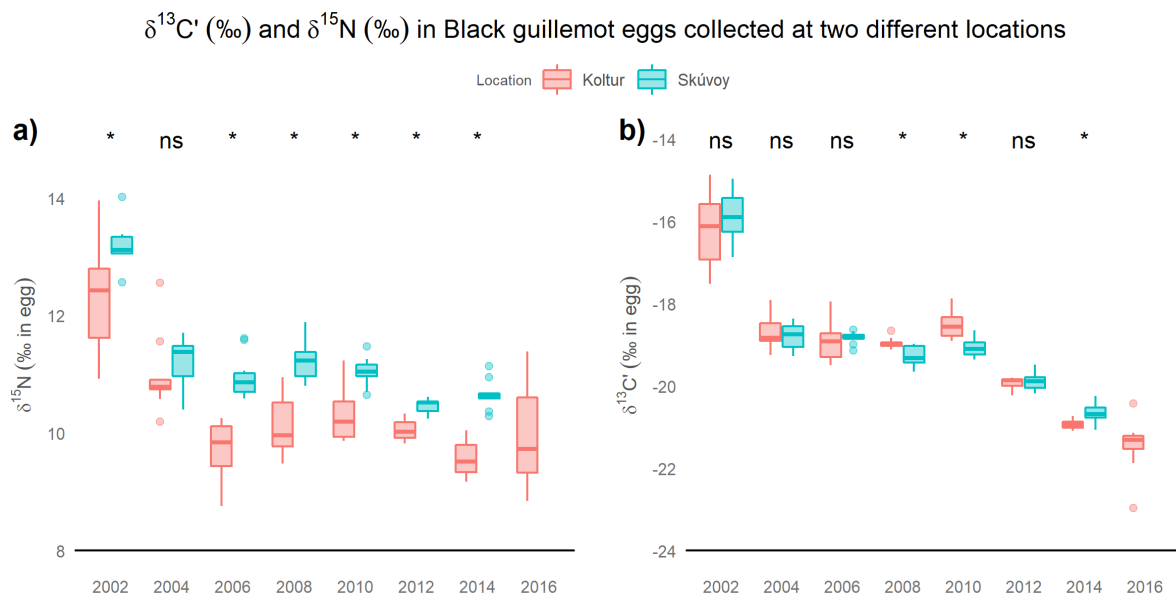 δ¹³C' (‰) and δ¹⁵N (‰) in Black guillemot eggs collected at two different locations
Location Koltur Skúvoy
a)
* ns * * * * *
δ¹⁵N (‰ in egg)
14
12
10
8
2002 2004 2006 2008 2010 2012 2014 2016
b)
ns ns ns * * ns *
δ¹³C' (‰ in egg)
-14
-16
-18
-20
-22
-24
2002 2004 2006 2008 2010 2012 2014 2016